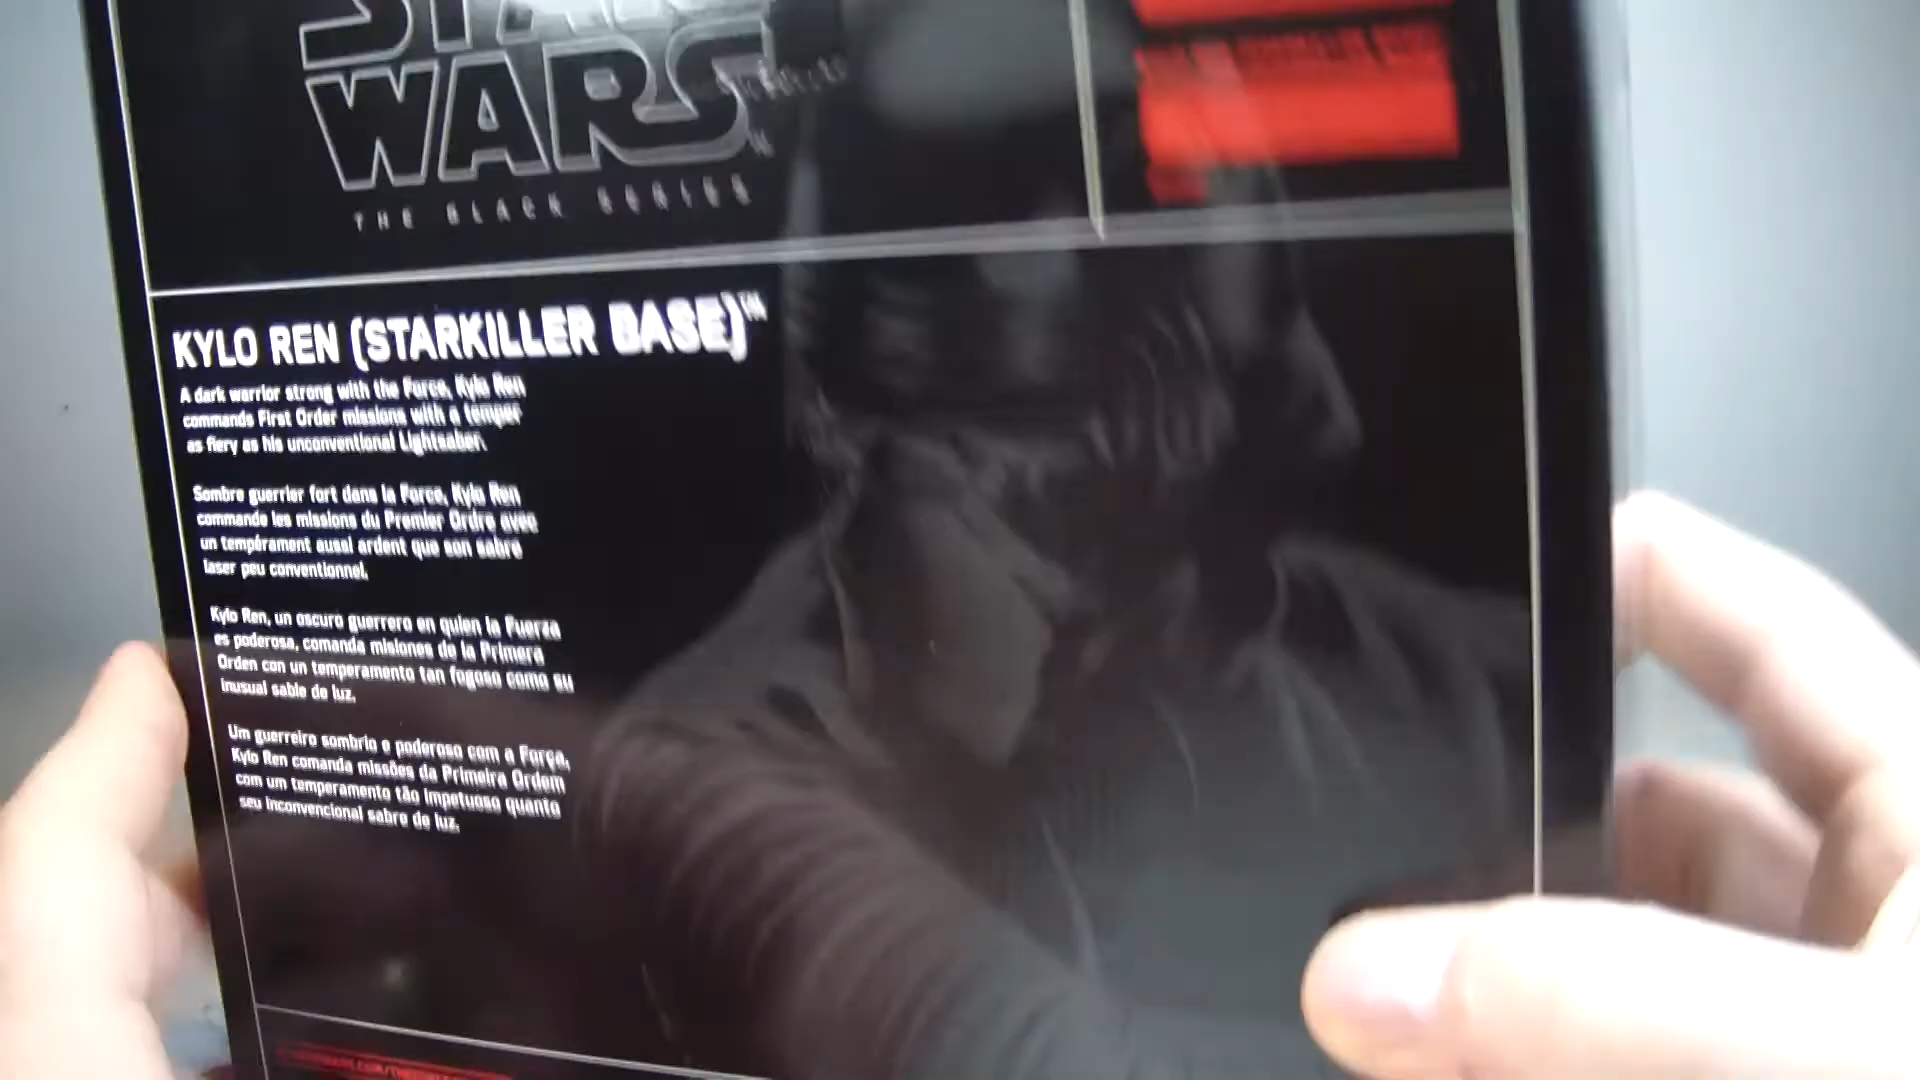 STAR
WARS
THE BLACK SERIES
KYLO REN (STARKILLER BASE)™
A dark warrior strong with the Force, Kylo Ren
commands First Order missions with a temper
as fiery as his unconventional Lightsaber.
Sombre guerrier fort dans la Force, Kylo Ren
commande les missions du Premier Ordre avec
un tempérament aussi ardent que son sabre
laser peu conventionnel.
Kylo Ren, un oscuro guerrero en quien la Fuerza
es poderosa, comanda misiones de la Primera
Orden con un temperamento tan fogoso como su
inusual sable de luz.
Um guerreiro sombrio e poderoso com a Força,
Kylo Ren comanda missões da Primeira Ordem
com um temperamento tão impetuoso quanto
seu inconvencional sabre de luz.